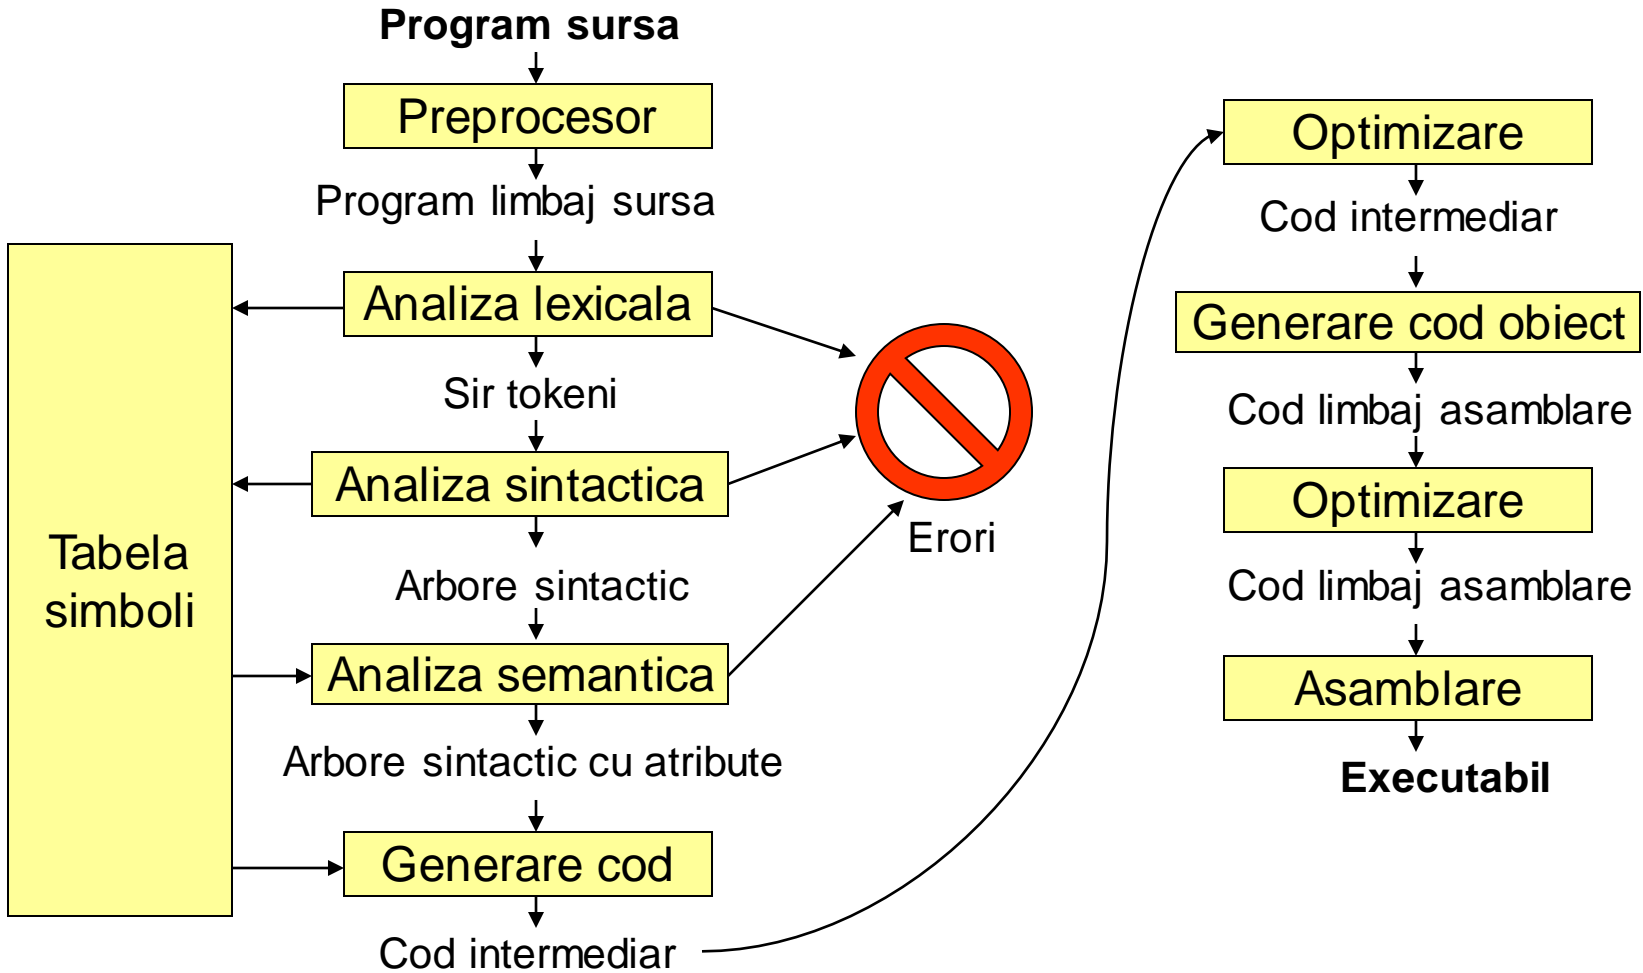 Program sursa
Preprocesor
Program limbaj sursa
Analiza lexicala
Sir tokeni
Analiza sintactica
Arbore sintactic
Analiza semantica
Arbore sintactic cu atribute
Generare cod
Cod intermediar
Tabela
simboli
Erori
Optimizare
Cod intermediar
Generare cod obiect
Cod limbaj asamblare
Optimizare
Cod limbaj asamblare
Asamblare
Executabil